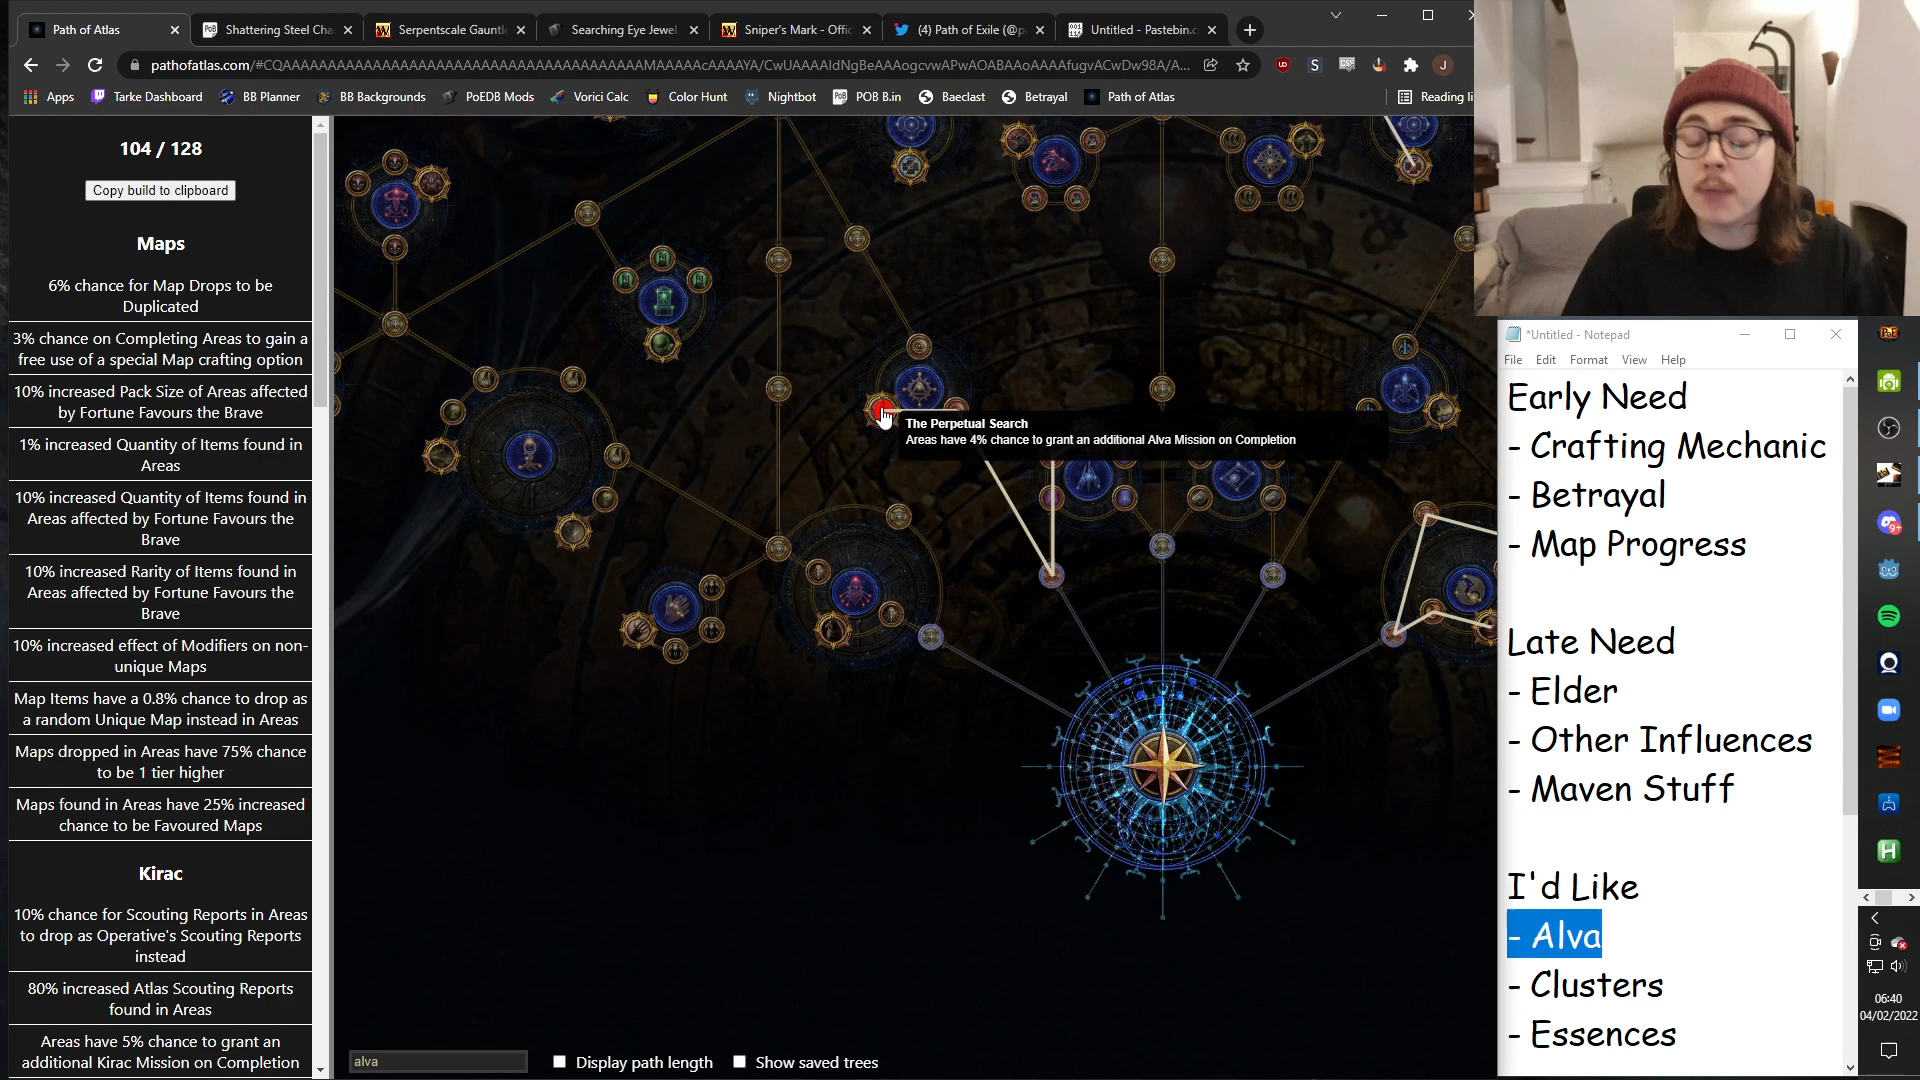 Path of Atlas
Shattering Steel Cha
Serpentscale Gauntle
Searching Eye Jewel
Sniper's Mark - Offic
(4) Path of Exile (@p
Untitled - Pastebin.c
Apps
Tarke Dashboard
BB Planner
BB Backgrounds
PoEDB Mods
Vorici Calc
Color Hunt
Nightbot
POB B.in
Baeclast
Betrayal
Path of Atlas
Reading li
104 / 128
Copy build to clipboard
Maps
6% chance for Map Drops to be
Duplicated
3% chance on Completing Areas to gain a
free use of a special Map crafting option
10% increased Pack Size of Areas affected
by Fortune Favours the Brave
1% increased Quantity of Items found in
Areas
10% increased Quantity of Items found in
Areas affected by Fortune Favours the
Brave
10% increased Rarity of Items found in
Areas affected by Fortune Favours the
Brave
10% increased effect of Modifiers on non-
unique Maps
Map Items have a 0.8% chance to drop as
a random Unique Map instead in Areas
Maps dropped in Areas have 75% chance
to be 1 tier higher
Maps found in Areas have 25% increased
chance to be Favoured Maps
Kirac
10% chance for Scouting Reports in Areas
to drop as Operative's Scouting Reports
instead
80% increased Atlas Scouting Reports
found in Areas
Areas have 5% chance to grant an
additional Kirac Mission on Completion
The Perpetual Search
Areas have 4% chance to grant an additional Alva Mission on Completion
alva
Display path length
Show saved trees
*Untitled - Notepad
File Edit Format View Help
Early Need
- Crafting Mechanic
- Betrayal
- Map Progress
Late Need
- Elder
- Other Influences
- Maven Stuff
I'd Like
- Alva
- Clusters
- Essences
06:40
04/02/2022